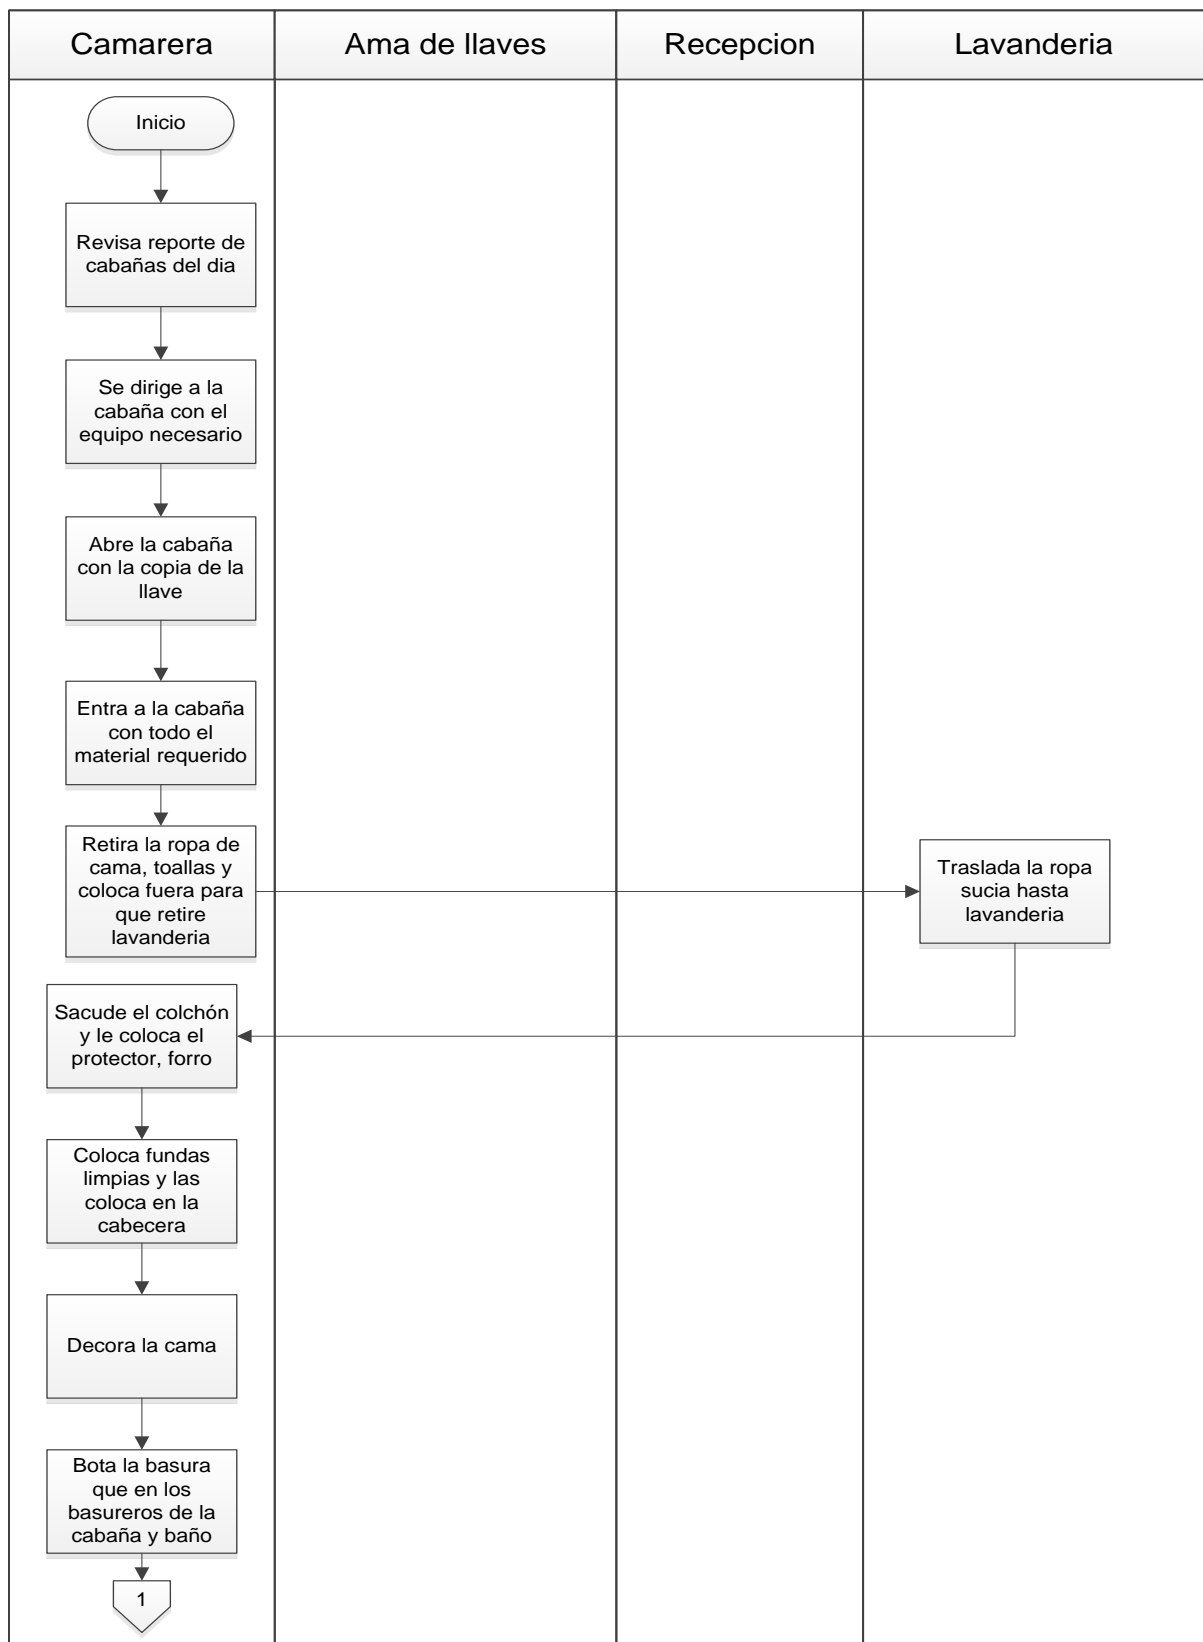 Camarera
Ama de llaves
Recepcion
Lavanderia
Inicio
Revisa reporte de
cabañas del dia
Se dirige a la
cabaña con el
equipo necesario
Abre la cabaña
con la copia de la
llave
Entra a la cabaña
con todo el
material requerido
Retira la ropa de
cama, toallas y
coloca fuera para
que retire
lavanderia
Traslada la ropa
sucia hasta
lavanderia
Sacude el colchón
y le coloca el
protector, forro
Coloca fundas
limpias y las
coloca en la
cabecera
Decora la cama
Bota la basura
que en los
basureros de la
cabaña y baño
1